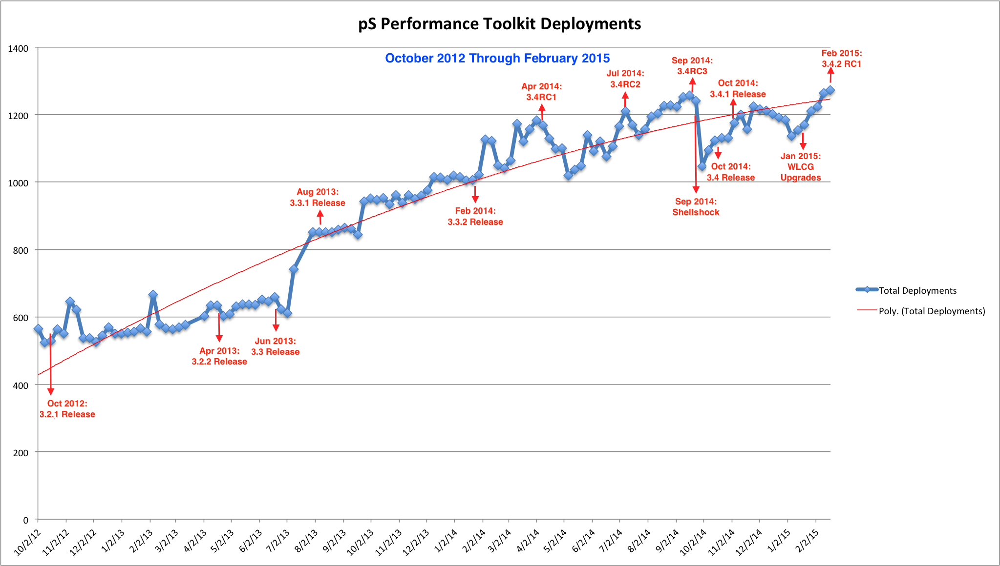 pS Performance Toolkit Deployments
October 2012 Through February 2015
1400
1200
1000
800
600
400
200
0
Oct 2012:
3.2.1 Release
Apr 2013:
3.2.2 Release
Jun 2013:
3.3 Release
Aug 2013:
3.3.1 Release
Feb 2014:
3.3.2 Release
Apr 2014:
3.4RC1
Jul 2014:
3.4RC2
Sep 2014:
3.4RC3
Sep 2014:
Shellshock
Oct 2014:
3.4 Release
Oct 2014:
3.4.1 Release
Jan 2015:
WLCG
Upgrades
Feb 2015:
3.4.2 RC1
Total Deployments
Poly. (Total Deployments)
10/2/12
11/2/12
12/2/12
1/2/13
2/2/13
3/2/13
4/2/13
5/2/13
6/2/13
7/2/13
8/2/13
9/2/13
10/2/13
11/2/13
12/2/13
1/2/14
2/2/14
3/2/14
4/2/14
5/2/14
6/2/14
7/2/14
8/2/14
9/2/14
10/2/14
11/2/14
12/2/14
1/2/15
2/2/15